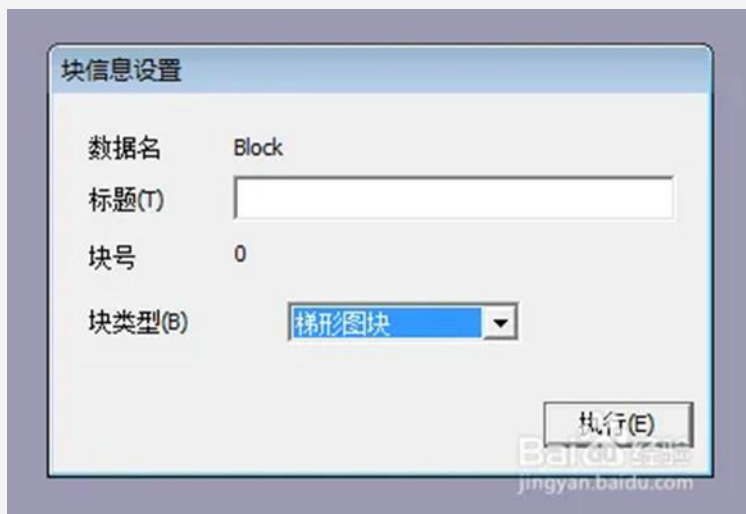 块信息设置
数据名 Block
标题(T)
块号 0
块类型(B) 梯形图块
执行(E)
Baidu 经验
jingyan.baidu.com